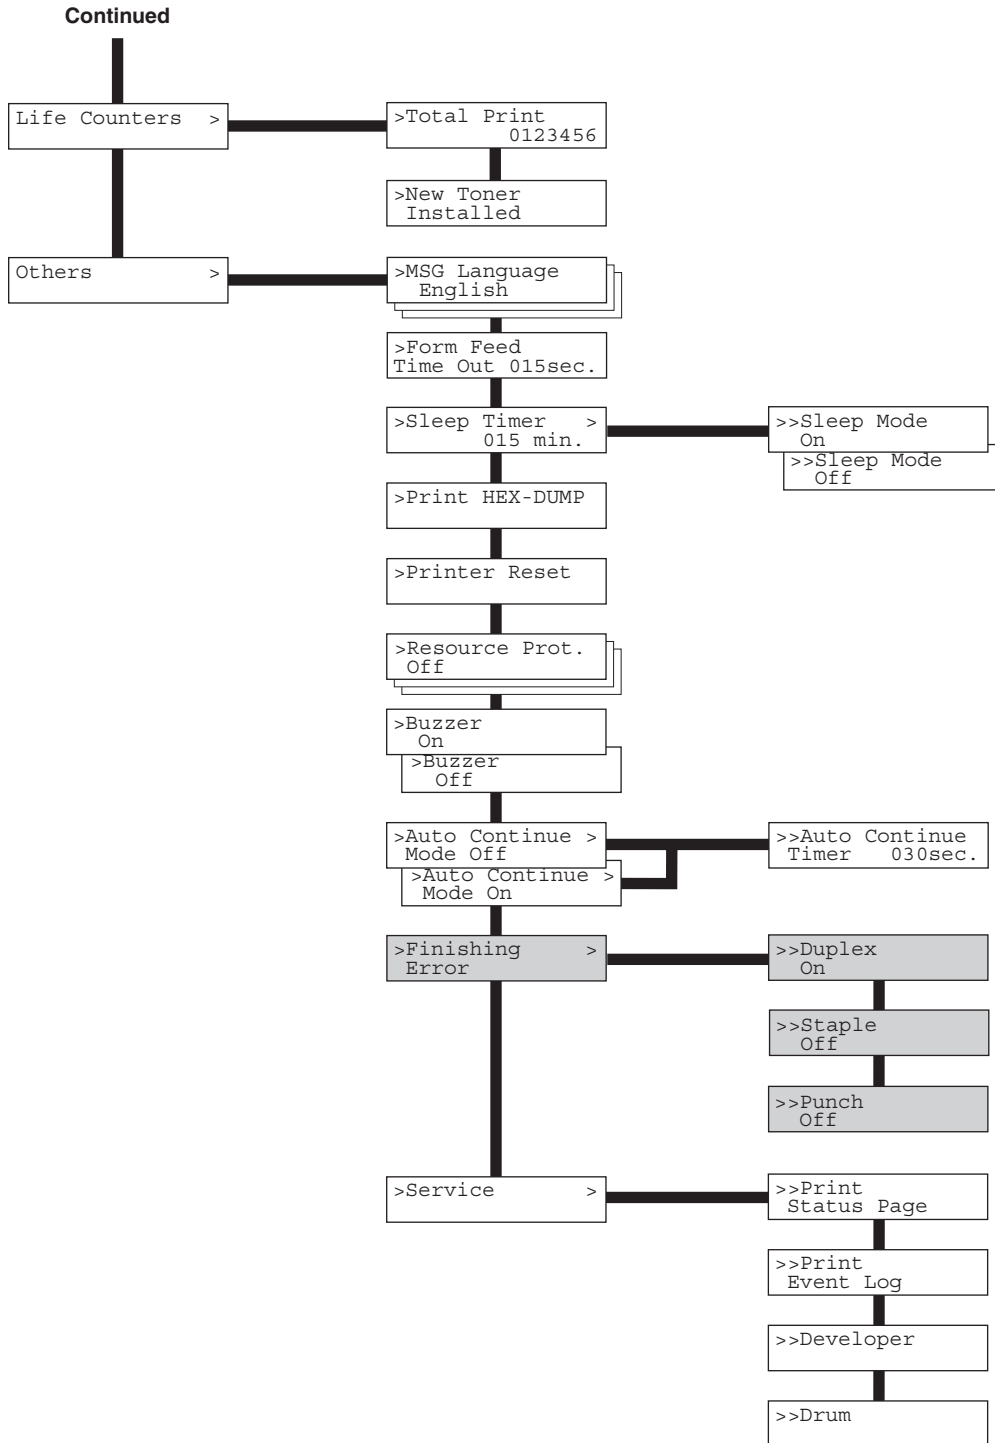 Continued
Life Counters >
>Total Print
0123456
>New Toner
Installed
Others >
>MSG Language
English
>Form Feed
Time Out 015sec.
>Sleep Timer >
015 min.
>>Sleep Mode
On
>>Sleep Mode
Off
>Print HEX-DUMP
>Printer Reset
>Resource Prot.
Off
>Buzzer
On
>Buzzer
Off
>Auto Continue >
Mode Off
>Auto Continue >
Mode On
>>Auto Continue
Timer 030sec.
>Finishing >
Error
>>Duplex
On
>>Staple
Off
>>Punch
Off
>Service >
>>Print
Status Page
>>Print
Event Log
>>Developer
>>Drum